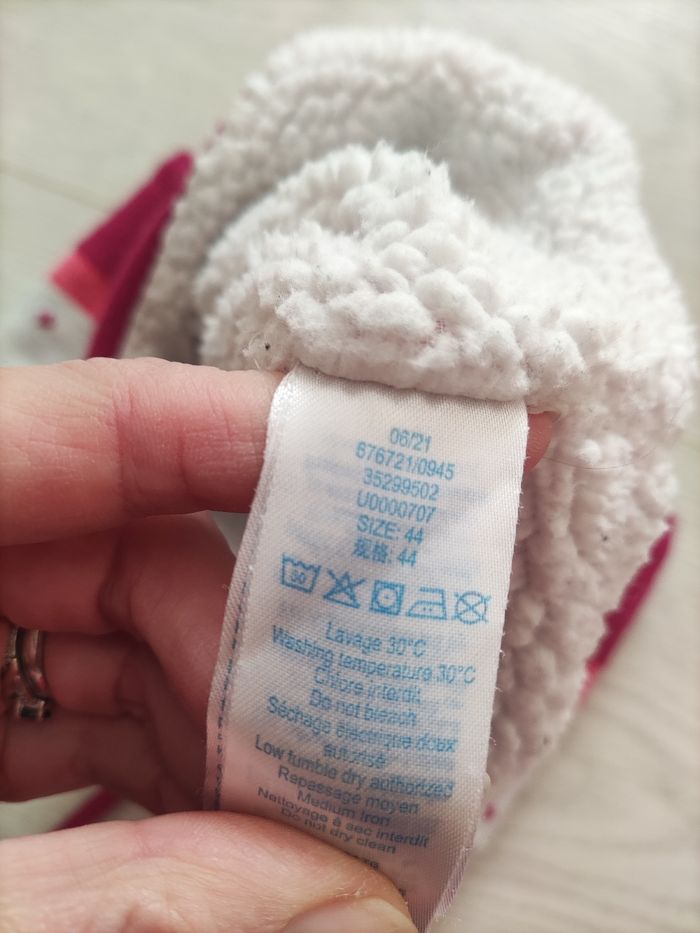 06/21
676721/0945
35299502
U0000707
SIZE: 44
规格: 44
30
Lavage 30°C
Washing temperature 30°C
Chlore interdit
Do not bleach
Séchage électrique doux
autorisé
Low tumble dry authorized
Repassage moyen
Medium Iron
Nettoyage à sec interdit
Do not dry clean